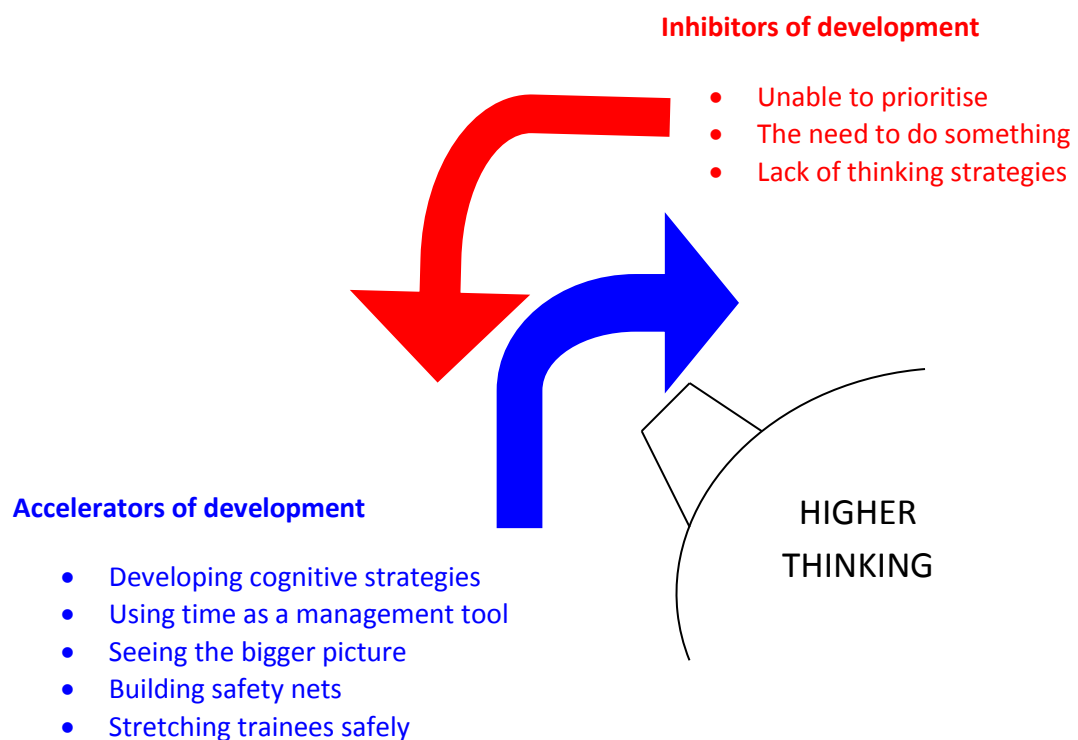 Inhibitors of development
• Unable to prioritise
• The need to do something
• Lack of thinking strategies
HIGHER
THINKING
Accelerators of development
• Developing cognitive strategies
• Using time as a management tool
• Seeing the bigger picture
• Building safety nets
• Stretching trainees safely